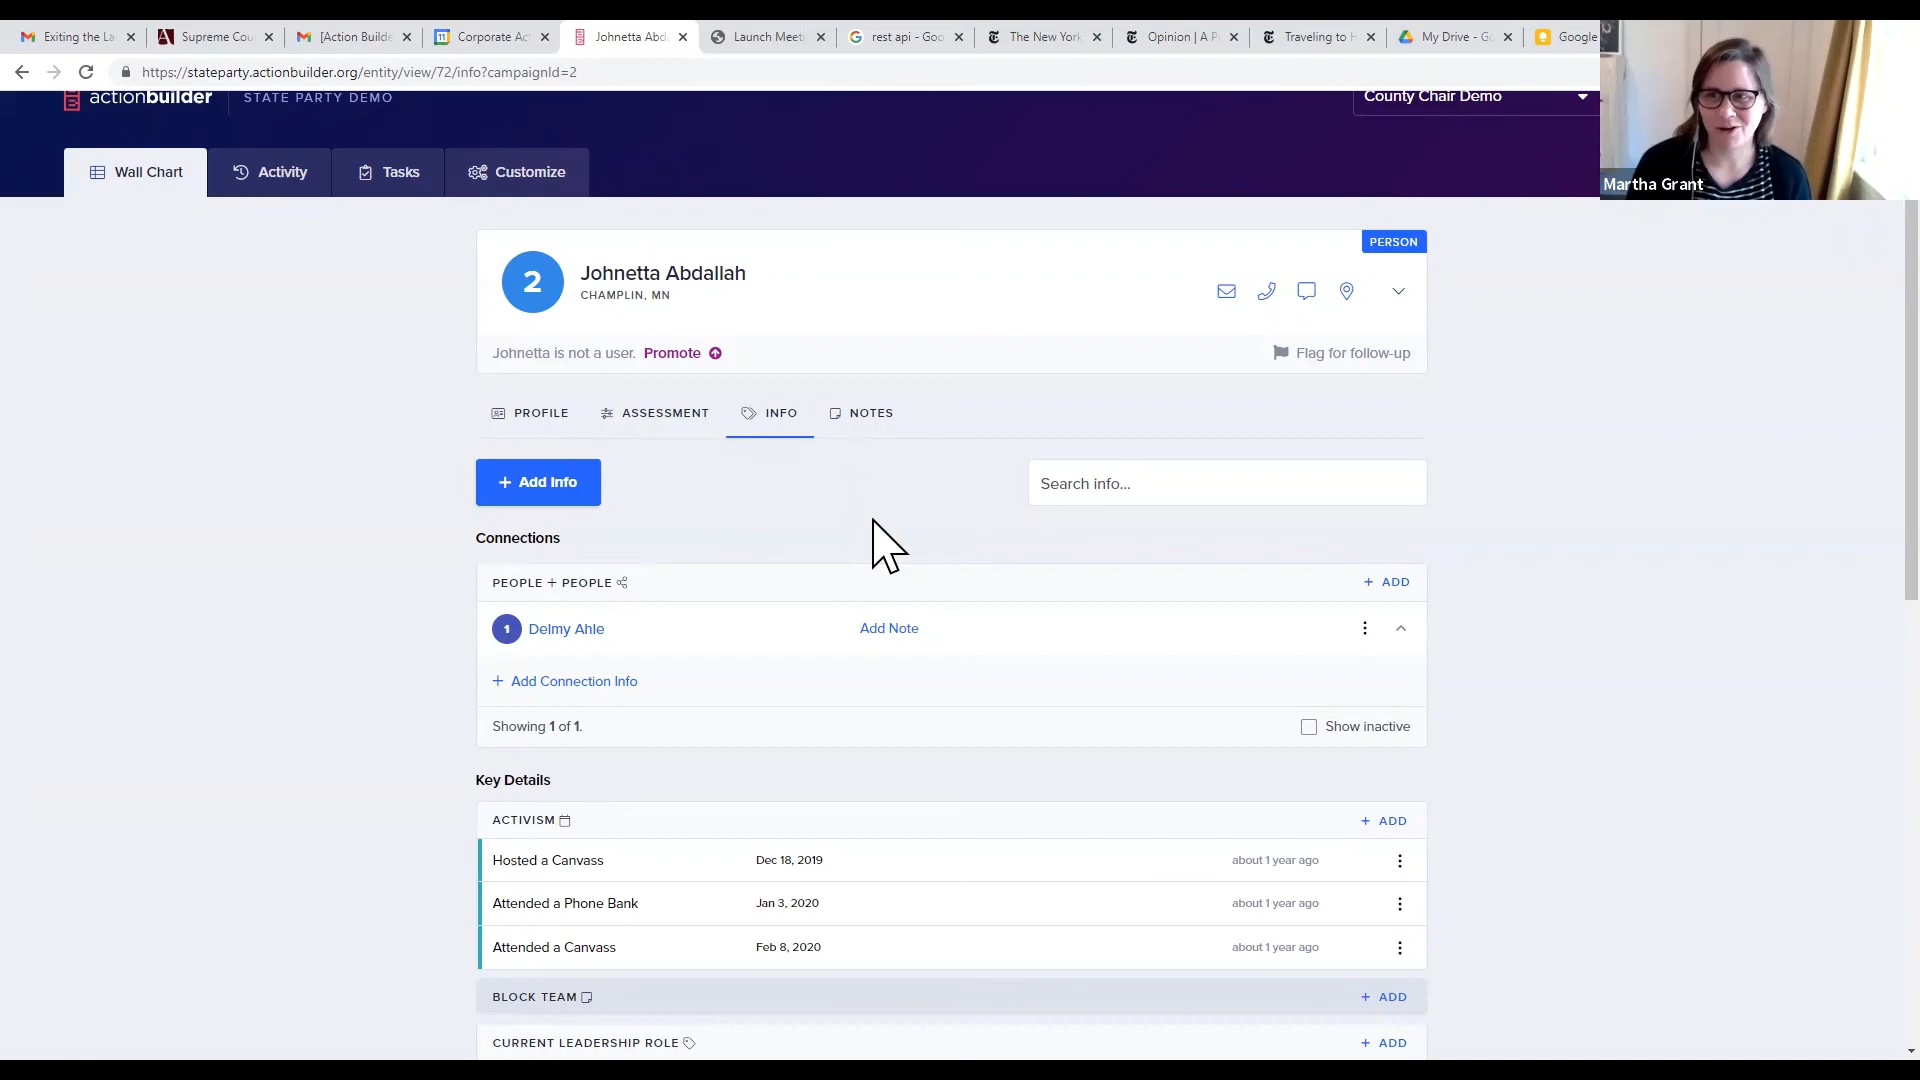 Exiting the La
Supreme Cou
[Action Builde
Corporate Act
Johnetta Abd
Launch Meeti
rest api - Goo
The New York
Opinion | A P
Traveling to H
My Drive - Go
Google
https://stateparty.actionbuilder.org/entity/view/72/info?campaignId=2
actionbuilder
STATE PARTY DEMO
County Chair Demo
Wall Chart
Activity
Tasks
Customize
Martha Grant
PERSON
2
Johnetta Abdallah
CHAMPLIN, MN
Johnetta is not a user. Promote
Flag for follow-up
PROFILE
ASSESSMENT
INFO
NOTES
+ Add Info
Search info...
Connections
PEOPLE + PEOPLE
+ ADD
1 Delmy Ahle
Add Note
+ Add Connection Info
Showing 1 of 1.
Show inactive
Key Details
ACTIVISM
+ ADD
Hosted a Canvass Dec 18, 2019 about 1 year ago
Attended a Phone Bank Jan 3, 2020 about 1 year ago
Attended a Canvass Feb 8, 2020 about 1 year ago
BLOCK TEAM
+ ADD
CURRENT LEADERSHIP ROLE
+ ADD